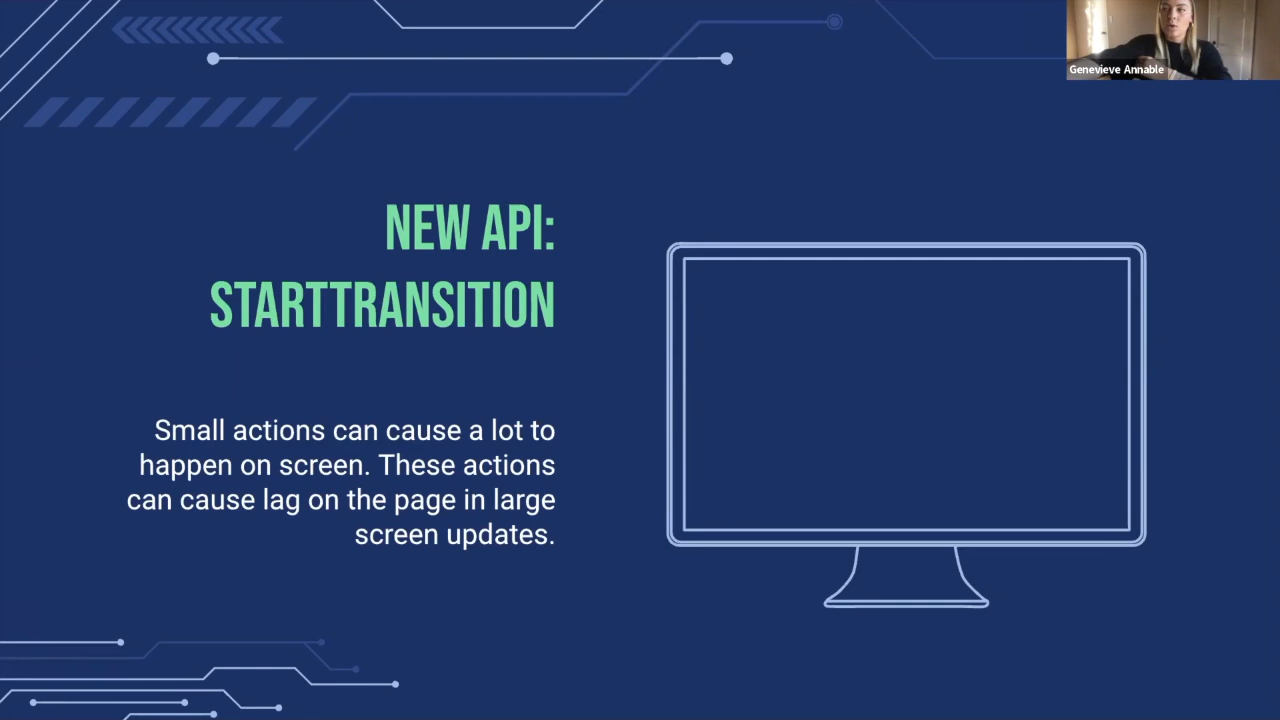 Genevieve Annable
NEW API:
STARTTRANSITION
Small actions can cause a lot to
happen on screen. These actions
can cause lag on the page in large
screen updates.